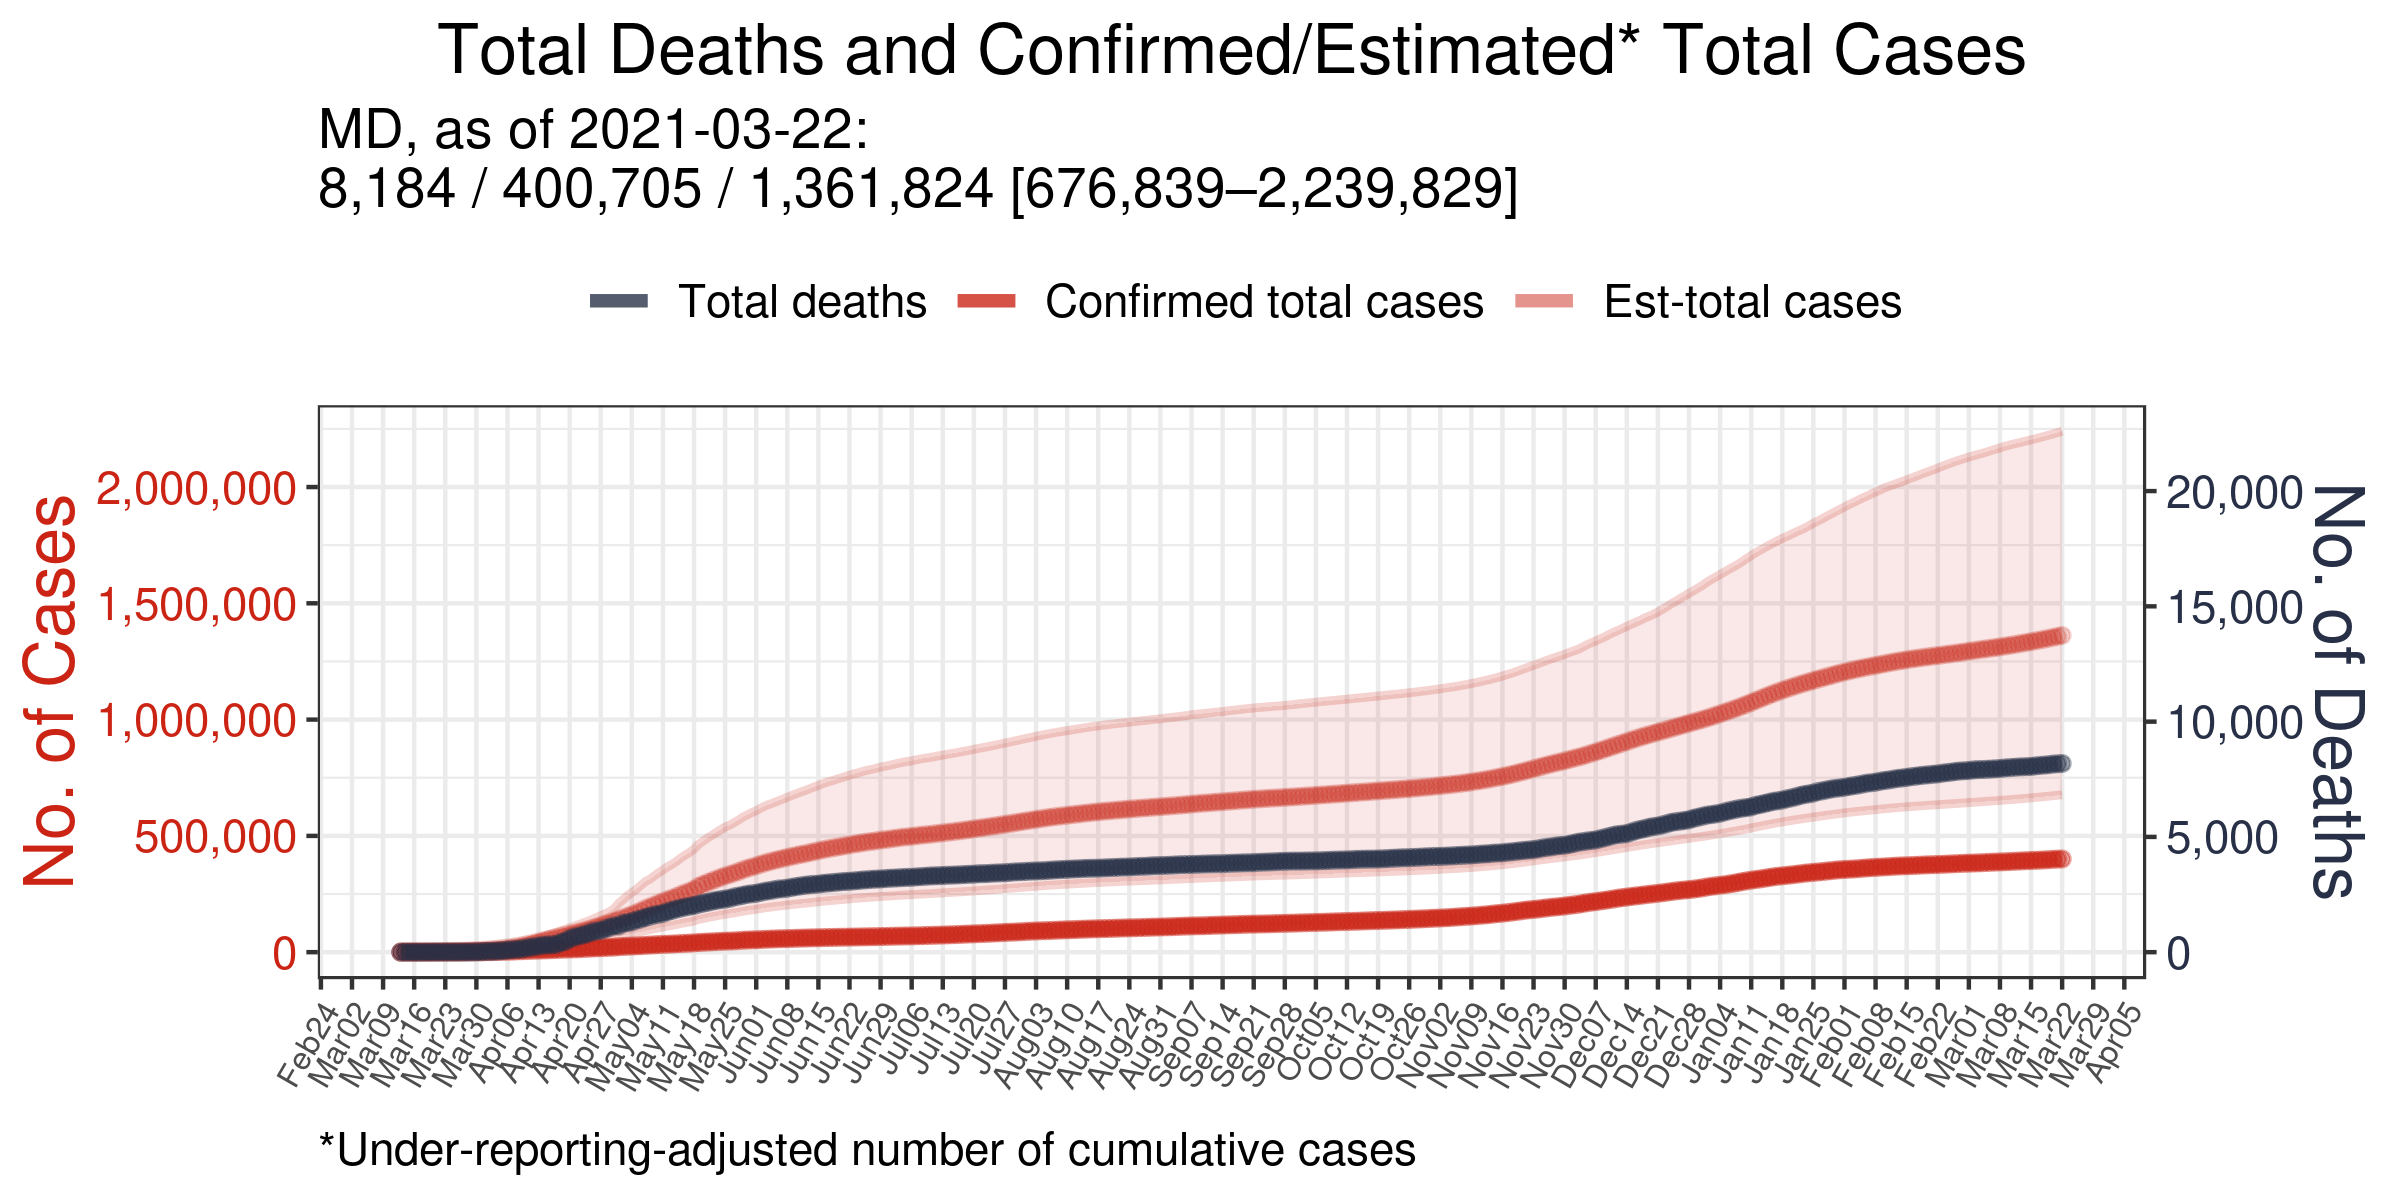 Total Deaths and Confirmed/Estimated* Total Cases
MD, as of 2021-03-22:
8,184 / 400,705 / 1,361,824 [676,839–2,239,829]
Total deaths
Confirmed total cases
Est-total cases
No. of Cases
2,000,000
1,500,000
1,000,000
500,000
0
20,000
15,000
10,000
5,000
0
No. of Deaths
Feb24
Mar02
Mar09
Mar16
Mar23
Mar30
Apr06
Apr13
Apr20
Apr27
May04
May11
May18
May25
Jun01
Jun08
Jun15
Jun22
Jun29
Jul06
Jul13
Jul20
Jul27
Aug03
Aug10
Aug17
Aug24
Aug31
Sep07
Sep14
Sep21
Sep28
Oct05
Oct12
Oct19
Oct26
Nov02
Nov09
Nov16
Nov23
Nov30
Dec07
Dec14
Dec21
Dec28
Jan04
Jan11
Jan18
Jan25
Feb01
Feb08
Feb15
Feb22
Mar01
Mar08
Mar15
Mar22
Mar29
Apr05
*Under-reporting-adjusted number of cumulative cases